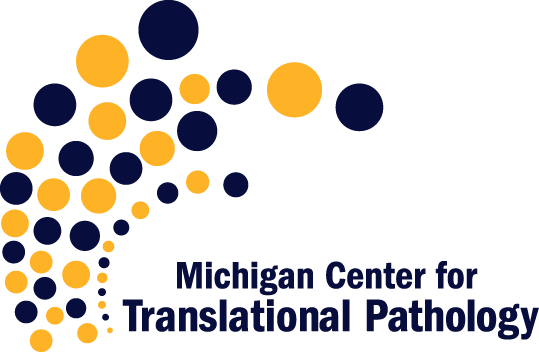 Michigan Center for
Translational Pathology